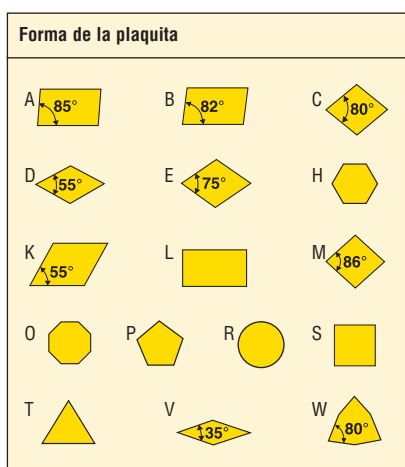 Forma de la plaquita
A 85° B 82° C 80°
D 55° E 75° H
K 55° L M 86°
O P R S
T V 35° W 80°